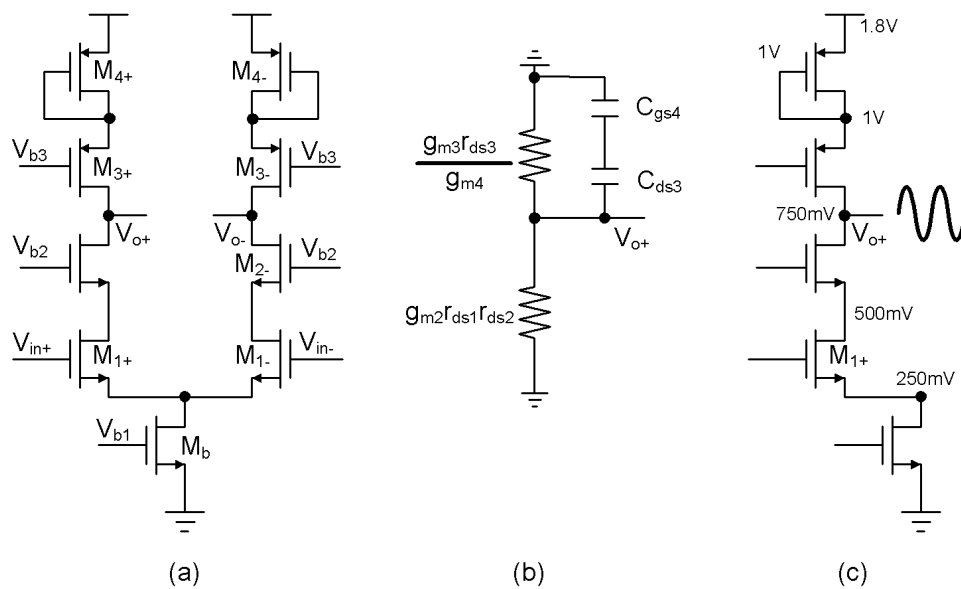 M4+
M4-
Vb3
M3+
M3-
Vb3
Vo+
Vo-
Vb2
M2-
Vb2
Vin+
M1+
M1-
Vin-
Vb1
Mb
(a)
gm3rds3
gm4
Cgs4
Cds3
Vo+
gm2rds1rds2
(b)
1.8V
1V
1V
750mV
Vo+
500mV
M1+
250mV
(c)